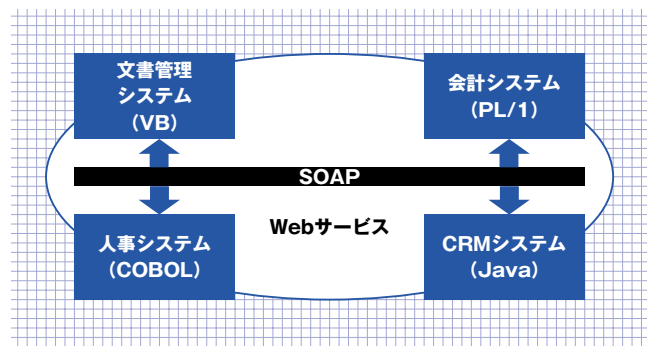 文書管理
システム
（VB）
会計システム
（PL/1）
SOAP
Webサービス
人事システム
（COBOL）
CRMシステム
（Java）